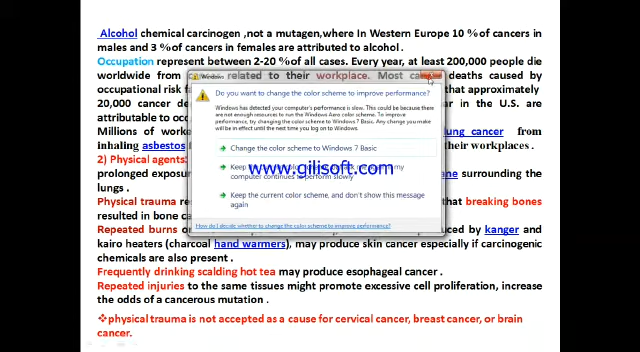 Alcohol chemical carcinogen ,not a mutagen,where In Western Europe 10 % of cancers in
males and 3 % of cancers in females are attributed to alcohol .
Occupation represent between 2-20 % of all cases. Every year, at least 200,000 people die
worldwide from related to their workplace. Most deaths caused by
occupational risk that approximately
20,000 cancer in the U.S. are
attributable to
Millions of lung cancer from
inhaling asbestos their workplaces.
2) Physical agents:
prolonged surrounding the
lungs .
Physical trauma that breaking bones
resulted in bone
Repeated burns by kanger and
kairo heaters (charcoal hand warmers), may produce skin cancer especially if carcinogenic
chemicals are also present .
Frequently drinking scalding hot tea may produce esophageal cancer .
Repeated injuries to the same tissues might promote excessive cell proliferation, increase
the odds of a cancerous mutation .
❖physical trauma is not accepted as a cause for cervical cancer, breast cancer, or brain
cancer.
Windows
Do you want to change the color scheme to improve performance?
Windows has detected your computer's performance is slow. This could be because there
are not enough resources to run the Windows Aero color scheme. To improve
performance, try changing the color scheme to Windows 7 Basic. Any change you make
will be in effect until the next time you log on to Windows.
Change the color scheme to Windows 7 Basic
Keep my
computer continues to perform slowly
Keep the current color scheme, and don't show this message
again
How do I decide whether to change the color scheme to improve performance?
www.gilisoft.com